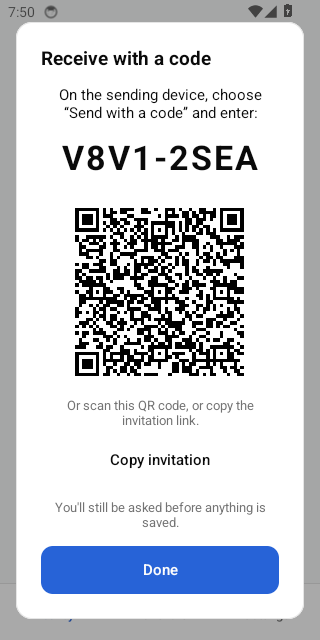 7:50
Receive with a code
On the sending device, choose
“Send with a code” and enter:
V8V1-2SEA
Or scan this QR code, or copy the
invitation link.
Copy invitation
You'll still be asked before anything is
saved.
Done